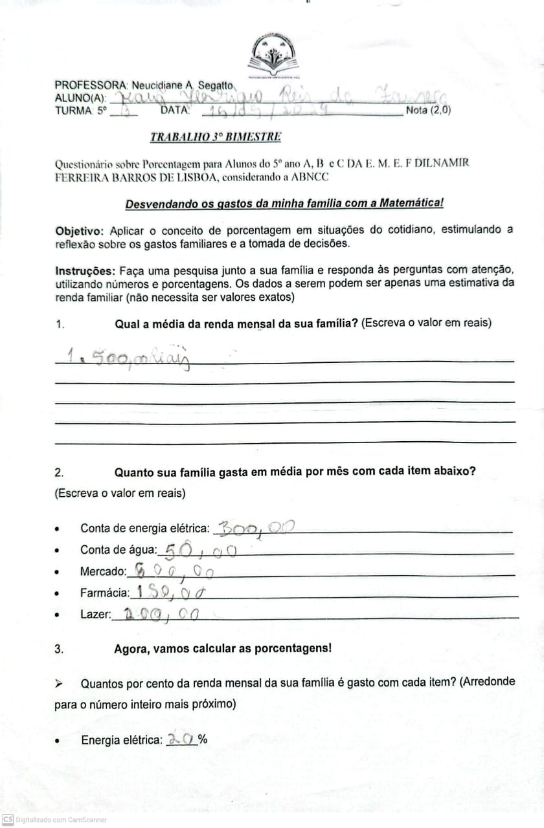 PROFESSORA: Neucidiane A. Segatto
ALUNO(A): Henrique Reis da
TURMA 5º DATA: Nota (2,0)
TRABALHO 3º BIMESTRE
Questionário sobre Porcentagem para Alunos do 5º ano A, B e C DA E. M. E. F DILNAMIR
FERREIRA BARROS DE LISBOA, considerando a ABNCC
Desvendando os gastos da minha família com a Matemática!
Objetivo: Aplicar o conceito de porcentagem em situações do cotidiano, estimulando a
reflexão sobre os gastos familiares e a tomada de decisões.
Instruções: Faça uma pesquisa junto a sua família e responda às perguntas com atenção,
utilizando números e porcentagens. Os dados a serem podem ser apenas uma estimativa da
renda familiar (não necessita ser valores exatos)
1. Qual a média da renda mensal da sua família? (Escreva o valor em reais)
1.500,00
2. Quanto sua família gasta em média por mês com cada item abaixo?
(Escreva o valor em reais)
• Conta de energia elétrica: 300,00
• Conta de água: 50,00
• Mercado: 00,00
• Farmácia: 150,00
• Lazer: 200,00
3. Agora, vamos calcular as porcentagens!
➢ Quantos por cento da renda mensal da sua família é gasto com cada item? (Arredonde
para o número inteiro mais próximo)
• Energia elétrica: 20 %
CS Digitalizado com CamScanner